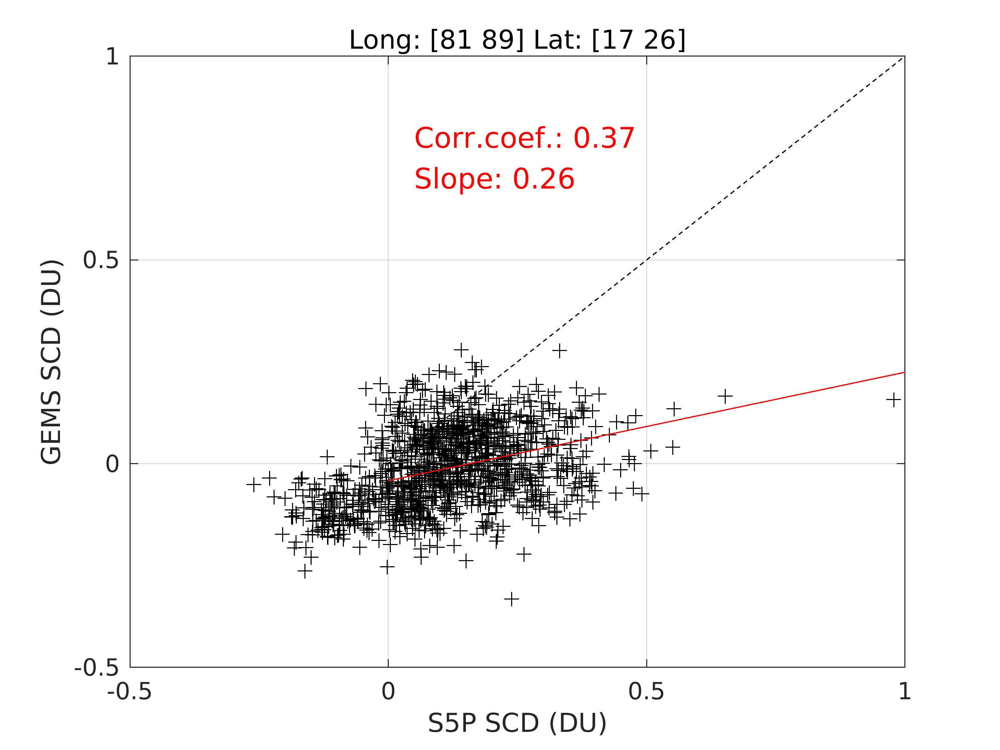 Long: [81 89] Lat: [17 26]
1
Corr.coef.: 0.37
Slope: 0.26
0.5
GEMS SCD (DU)
0
-0.5
-0.5 0 0.5 1
S5P SCD (DU)